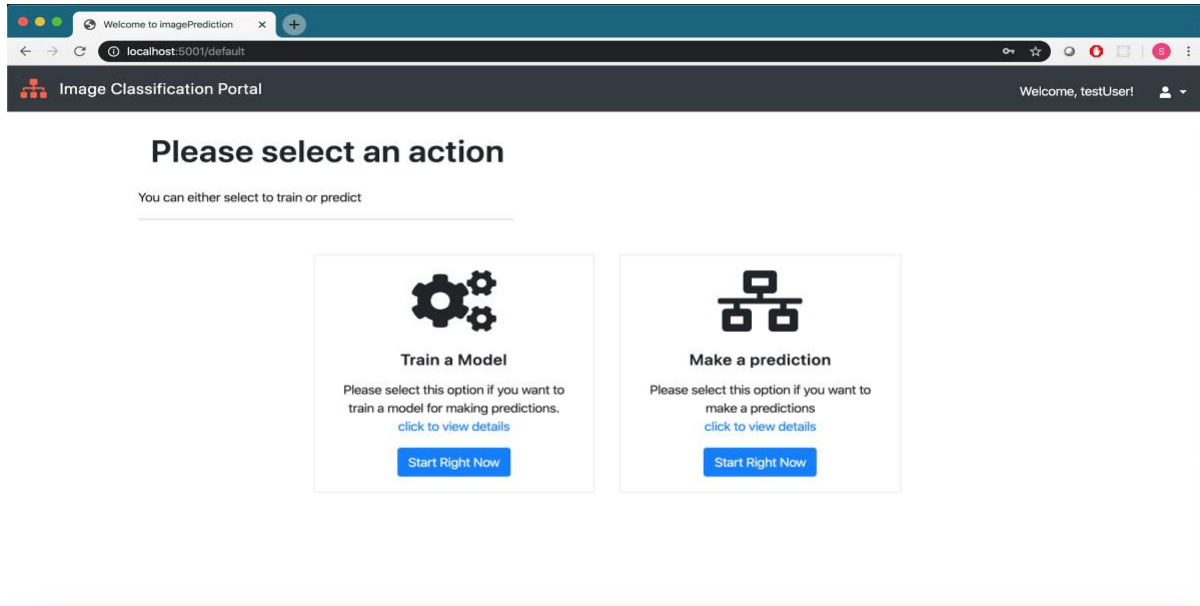 Welcome to imagePrediction
localhost:5001/default
S
Image Classification Portal
Welcome, testUser!
Please select an action
You can either select to train or predict
Train a Model
Please select this option if you want to
train a model for making predictions.
click to view details
Start Right Now
Make a prediction
Please select this option if you want to
make a predictions
click to view details
Start Right Now